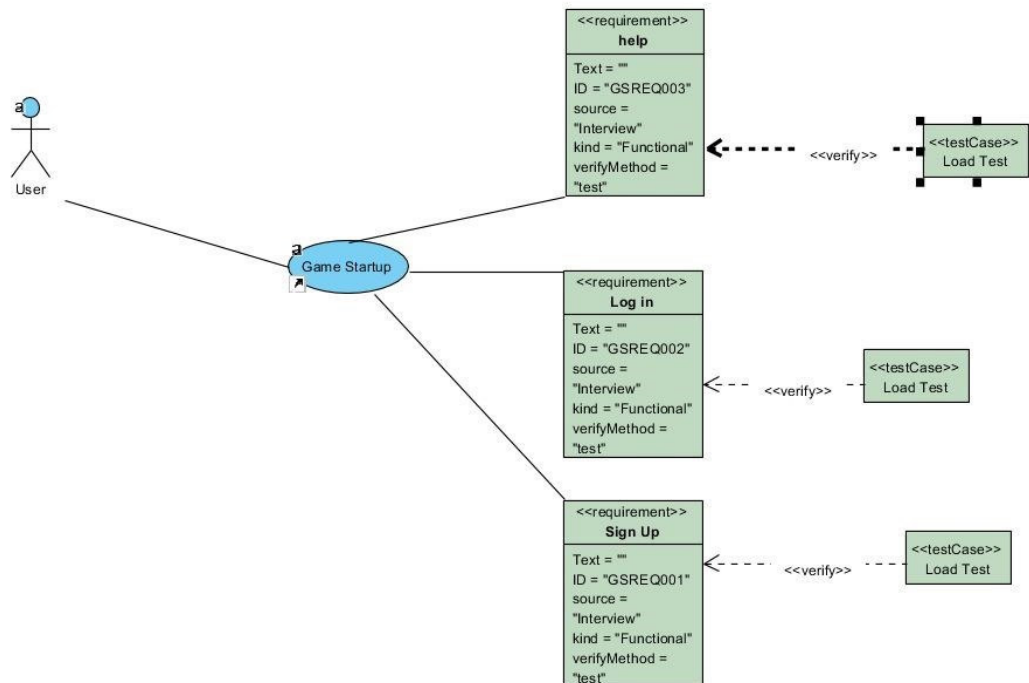 <<requirement>>
help
Text = ""
ID = "GSREQ003"
source =
"Interview"
kind = "Functional"
verifyMethod =
"test"
<<verify>>
<<testCase>>
Load Test
a
User
a
Game Startup
<<requirement>>
Log in
Text = ""
ID = "GSREQ002"
source =
"Interview"
kind = "Functional"
verifyMethod =
"test"
<<verify>>
<<testCase>>
Load Test
<<requirement>>
Sign Up
Text = ""
ID = "GSREQ001"
source =
"Interview"
kind = "Functional"
verifyMethod =
"test"
<<verify>>
<<testCase>>
Load Test